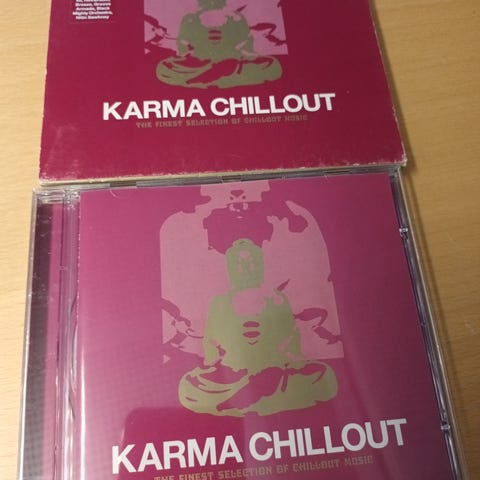 Breeze, Groove
Armada, Black
Mighty Orchestra,
Nitin Sawhney
KARMA CHILLOUT
THE FINEST SELECTION OF CHILLOUT MUSIC
KARMA CHILLOUT
THE FINEST SELECTION OF CHILLOUT MUSIC